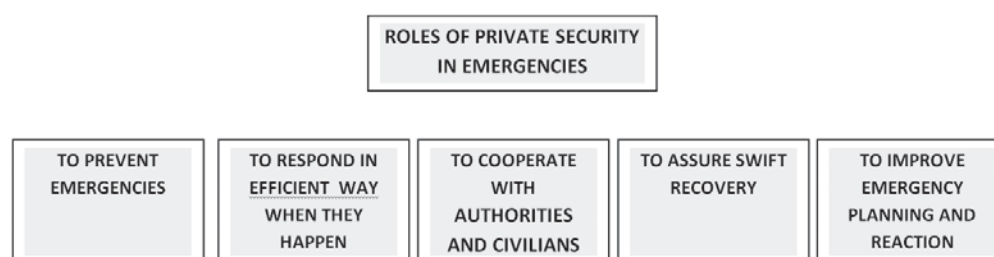 ROLES OF PRIVATE SECURITY
IN EMERGENCIES
TO PREVENT
EMERGENCIES
TO RESPOND IN
EFFICIENT WAY
WHEN THEY
HAPPEN
TO COOPERATE
WITH
AUTHORITIES
AND CIVILIANS
TO ASSURE SWIFT
RECOVERY
TO IMPROVE
EMERGENCY
PLANNING AND
REACTION